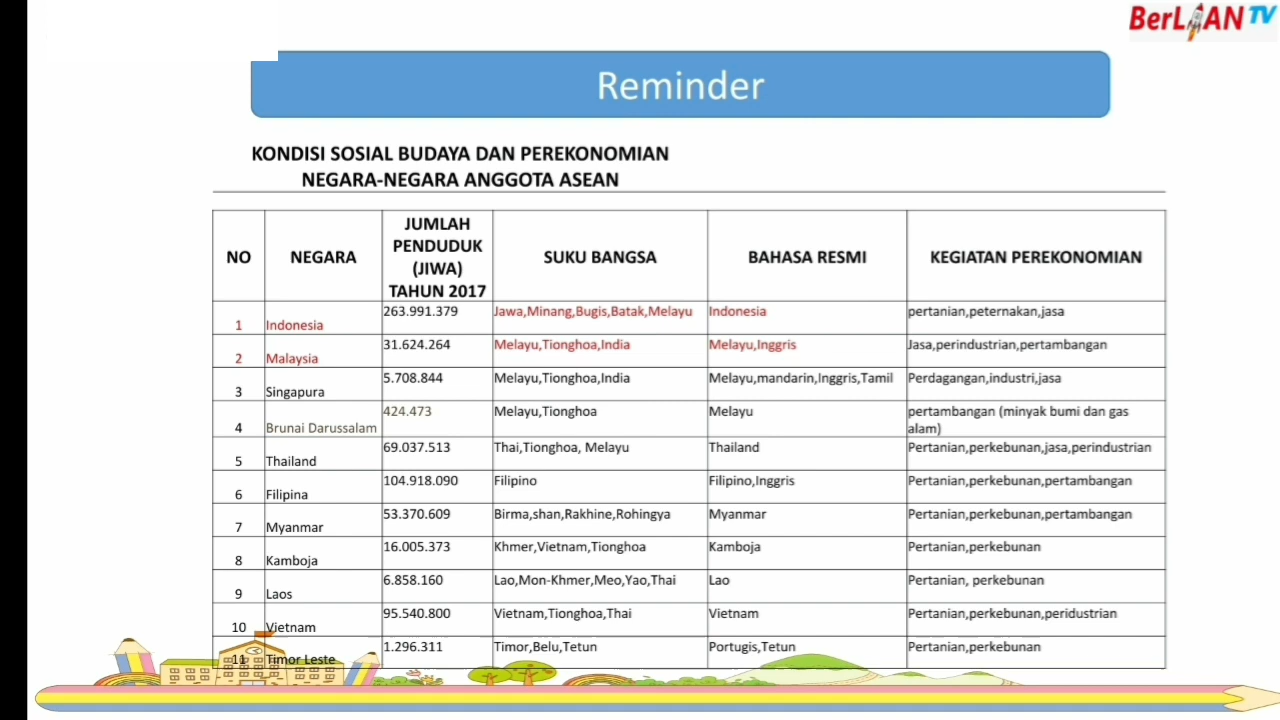 BerLIAN TV
Reminder
KONDISI SOSIAL BUDAYA DAN PEREKONOMIAN
NEGARA-NEGARA ANGGOTA ASEAN
NO NEGARA JUMLAH PENDUDUK (JIWA) TAHUN 2017 SUKU BANGSA BAHASA RESMI KEGIATAN PEREKONOMIAN
1 Indonesia 263.991.379 Jawa,Minang,Bugis,Batak,Melayu Indonesia pertanian,peternakan,jasa
2 Malaysia 31.624.264 Melayu,Tionghoa,India Melayu,Inggris Jasa,perindustrian,pertambangan
3 Singapura 5.708.844 Melayu,Tionghoa,India Melayu,mandarin,Inggris,Tamil Perdagangan,industri,jasa
4 Brunai Darussalam 424.473 Melayu,Tionghoa Melayu pertambangan (minyak bumi dan gas alam)
5 Thailand 69.037.513 Thai,Tionghoa, Melayu Thailand Pertanian,perkebunan,jasa,perindustrian
6 Filipina 104.918.090 Filipino Filipino,Inggris Pertanian,perkebunan,pertambangan
7 Myanmar 53.370.609 Birma,shan,Rakhine,Rohingya Myanmar Pertanian,perkebunan,pertambangan
8 Kamboja 16.005.373 Khmer,Vietnam,Tionghoa Kamboja Pertanian,perkebunan
9 Laos 6.858.160 Lao,Mon-Khmer,Meo,Yao,Thai Lao Pertanian, perkebunan
10 Vietnam 95.540.800 Vietnam,Tionghoa,Thai Vietnam Pertanian,perkebunan,peridustrian
11 Timor Leste 1.296.311 Timor,Belu,Tetun Portugis,Tetun Pertanian,perkebunan